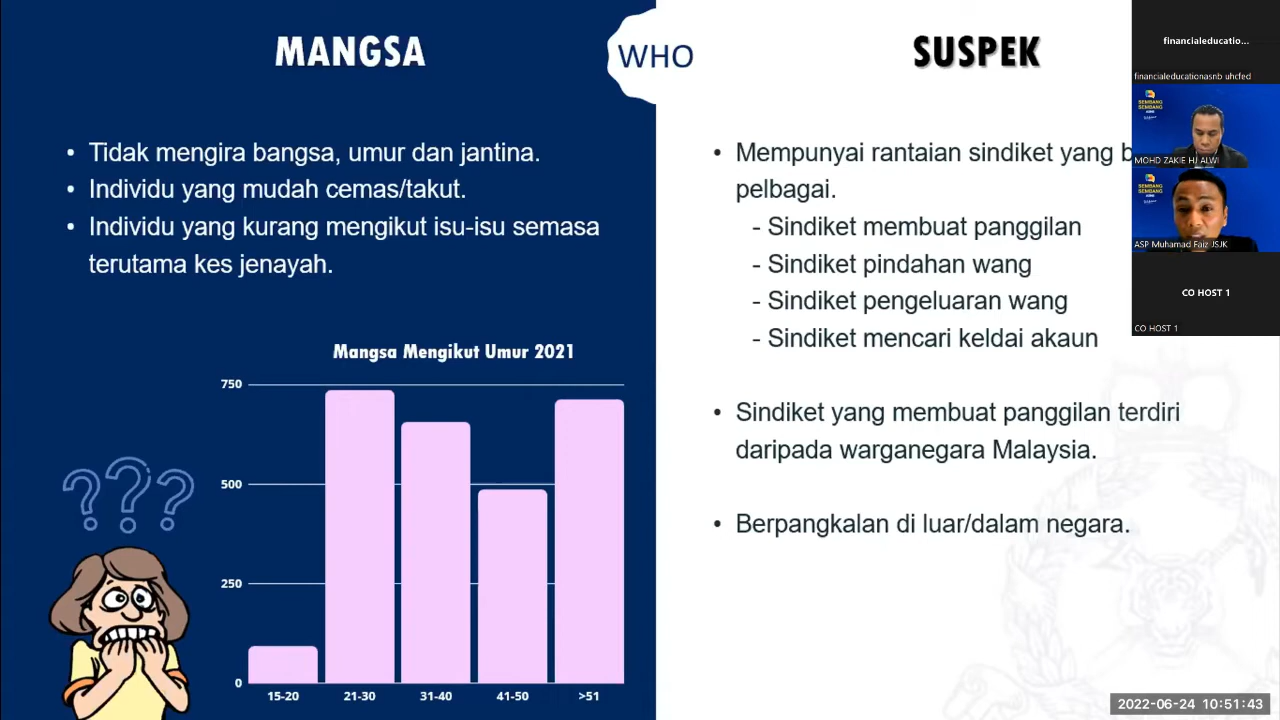 MANGSA
WHO
SUSPEK
• Tidak mengira bangsa, umur dan jantina.
• Individu yang mudah cemas/takut.
• Individu yang kurang mengikut isu-isu semasa
terutama kes jenayah.
Mangsa Mengikut Umur 2021
750
500
250
0
15-20
21-30
31-40
41-50
>51
???
• Mempunyai rantaian sindiket yang
pelbagai.
- Sindiket membuat panggilan
- Sindiket pindahan wang
- Sindiket pengeluaran wang
- Sindiket mencari keldai akaun
• Sindiket yang membuat panggilan terdiri
daripada warganegara Malaysia.
• Berpangkalan di luar/dalam negara.
financialeducatio...
financialeducationasnb uhcfed
SEMBANG
SEMBANG
MOHD ZAKIE HJ ALWI
SEMBANG
SEMBANG
ASP Muhamad Faiz JSJK
CO HOST 1
CO HOST 1
2022-06-24 10:51:43